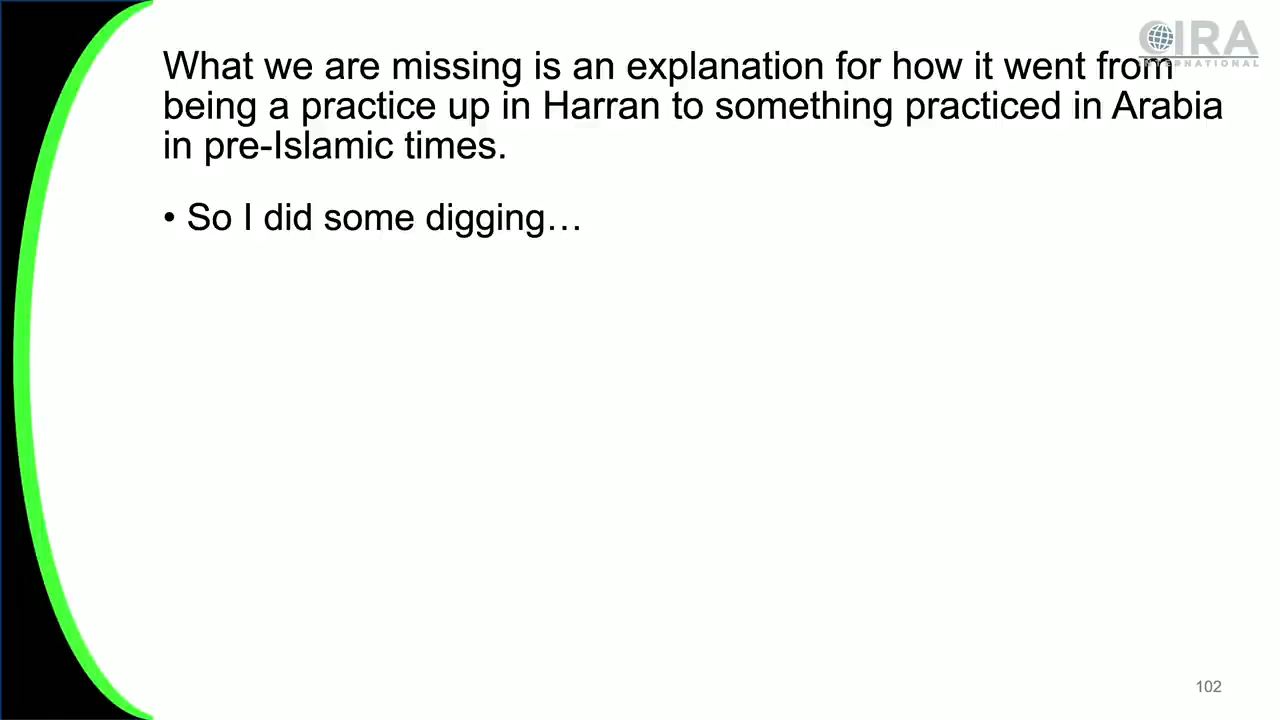 CIRA
INTERNATIONAL
What we are missing is an explanation for how it went from
being a practice up in Harran to something practiced in Arabia
in pre-Islamic times.
• So I did some digging…
102